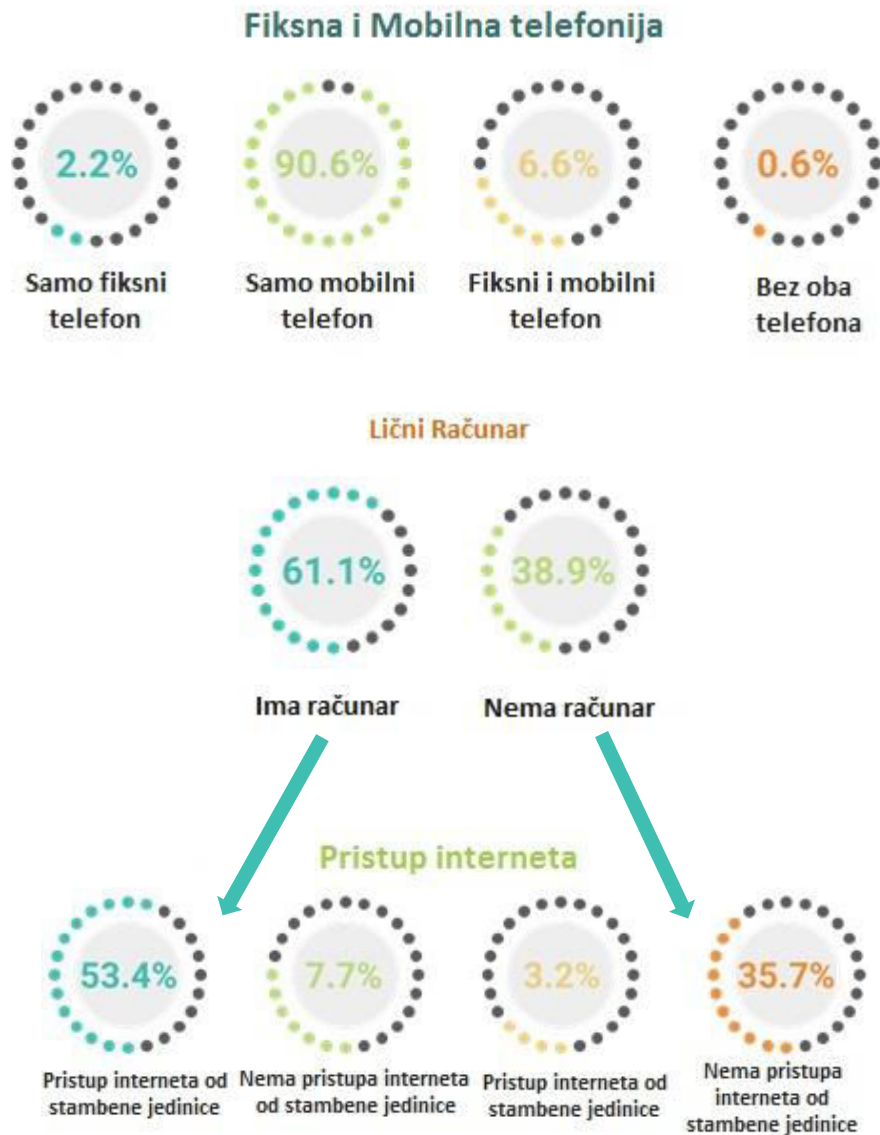 Fiksna i Mobilna telefonija
2.2%
90.6%
6.6%
0.6%
Samo fiksni
telefon
Samo mobilni
telefon
Fiksni i mobilni
telefon
Bez oba
telefona
Lični Računar
61.1%
38.9%
Ima računar
Nema računar
Pristup interneta
53.4%
7.7%
3.2%
35.7%
Pristup interneta od
stambene jedinice
Nema pristupa interneta
od stambene jedinice
Pristup interneta od
stambene jedinice
Nema pristupa
interneta od
stambene jedinice